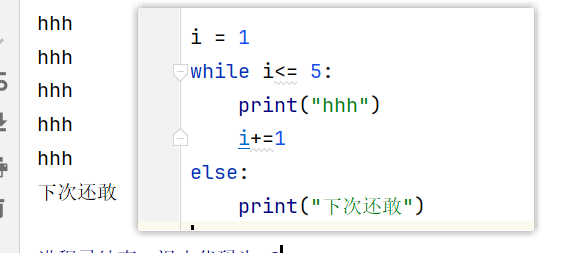 hhh
hhh
hhh
hhh
hhh
下次还敢
i = 1
while i<= 5:
    print("hhh")
    i+=1
else:
    print("下次还敢")